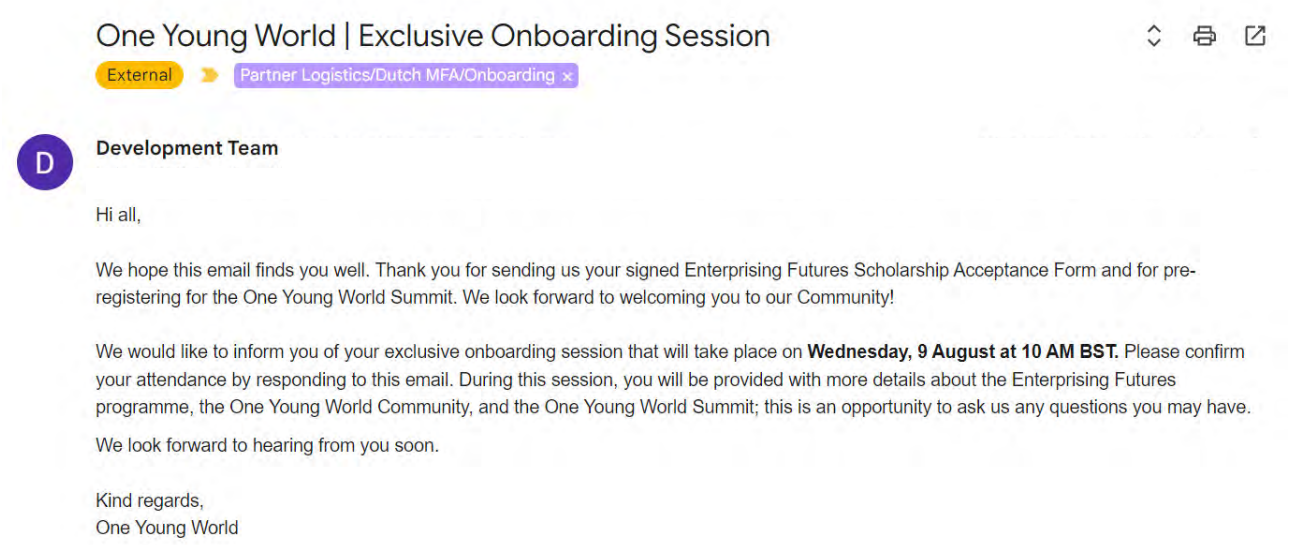 One Young World | Exclusive Onboarding Session
External Partner Logistics/Dutch MFA/Onboarding ×
D
Development Team
Hi all,
We hope this email finds you well. Thank you for sending us your signed Enterprising Futures Scholarship Acceptance Form and for pre-
registering for the One Young World Summit. We look forward to welcoming you to our Community!
We would like to inform you of your exclusive onboarding session that will take place on Wednesday, 9 August at 10 AM BST. Please confirm
your attendance by responding to this email. During this session, you will be provided with more details about the Enterprising Futures
programme, the One Young World Community, and the One Young World Summit; this is an opportunity to ask us any questions you may have.
We look forward to hearing from you soon.
Kind regards,
One Young World